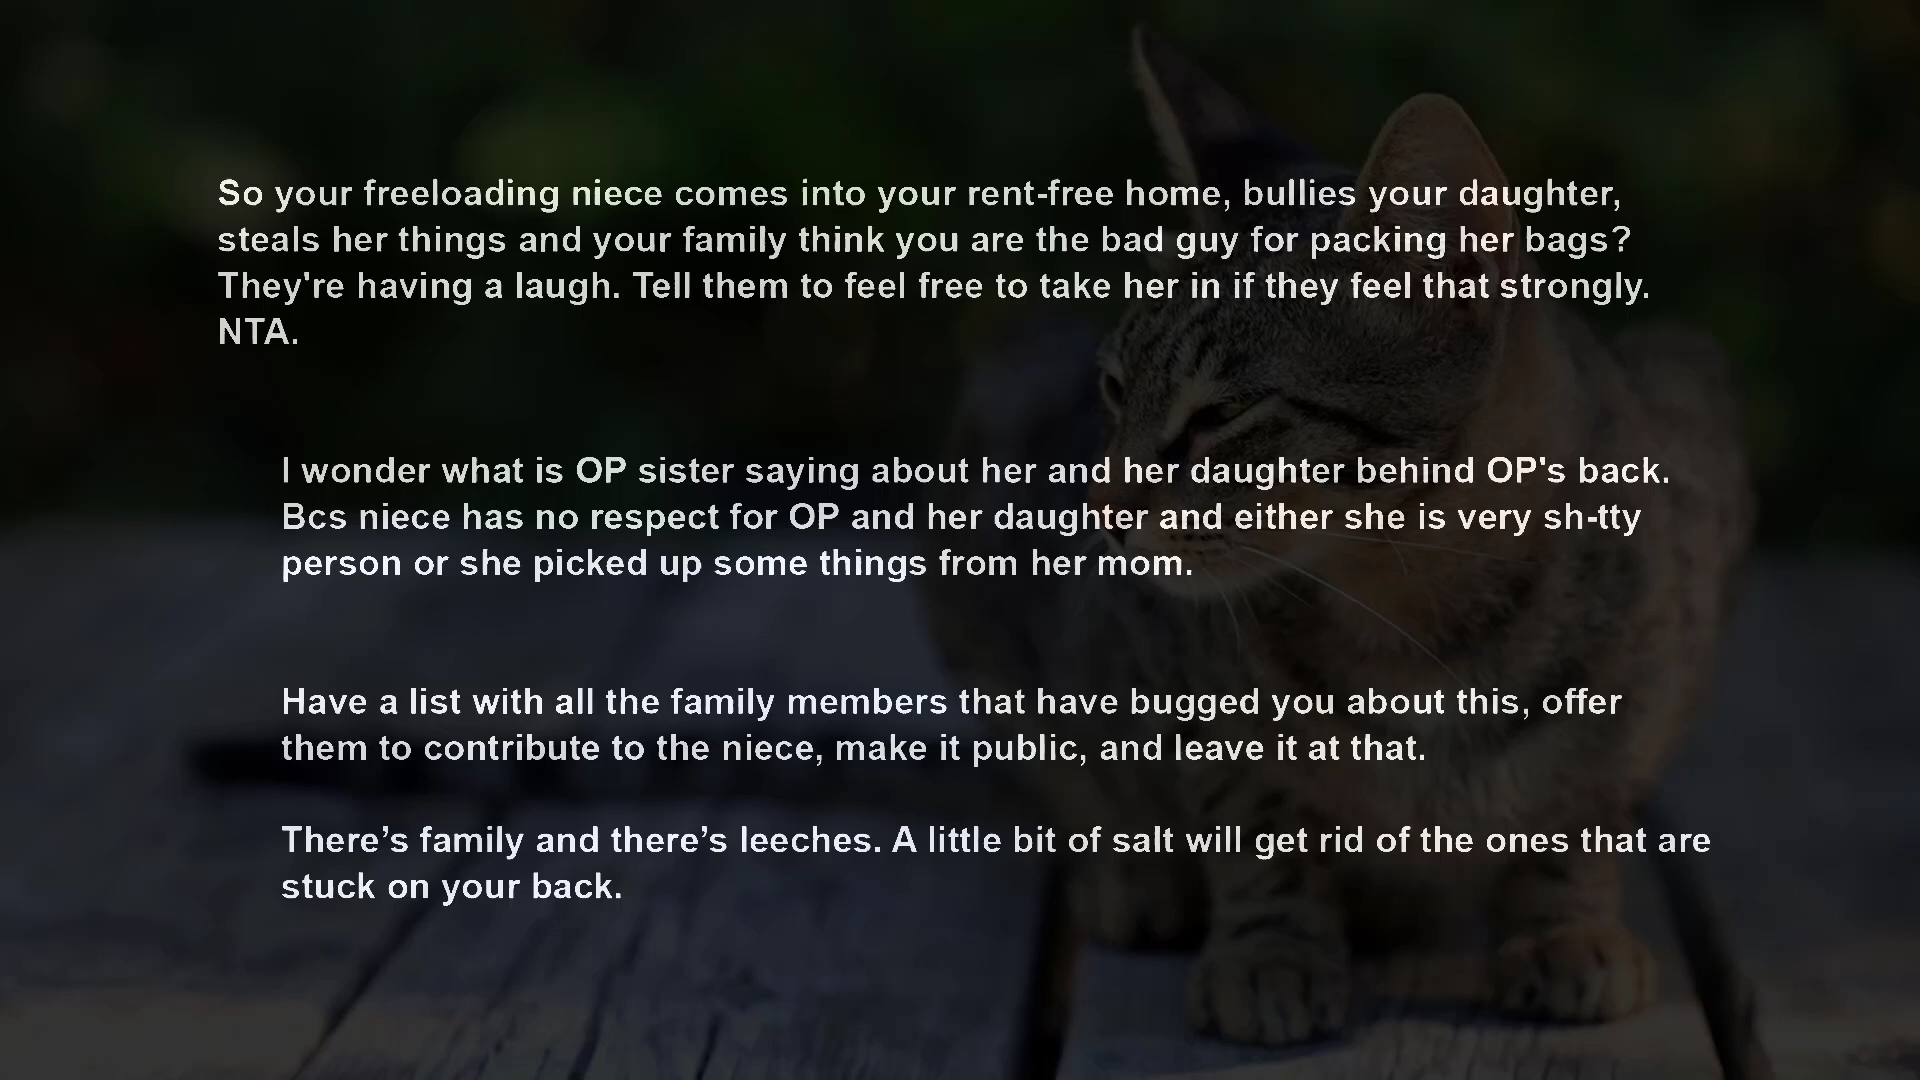 So your freeloading niece comes into your rent-free home, bullies your daughter,
steals her things and your family think you are the bad guy for packing her bags?
They're having a laugh. Tell them to feel free to take her in if they feel that strongly.
NTA.
I wonder what is OP sister saying about her and her daughter behind OP's back.
Bcs niece has no respect for OP and her daughter and either she is very sh-tty
person or she picked up some things from her mom.
Have a list with all the family members that have bugged you about this, offer
them to contribute to the niece, make it public, and leave it at that.
There’s family and there’s leeches. A little bit of salt will get rid of the ones that are
stuck on your back.